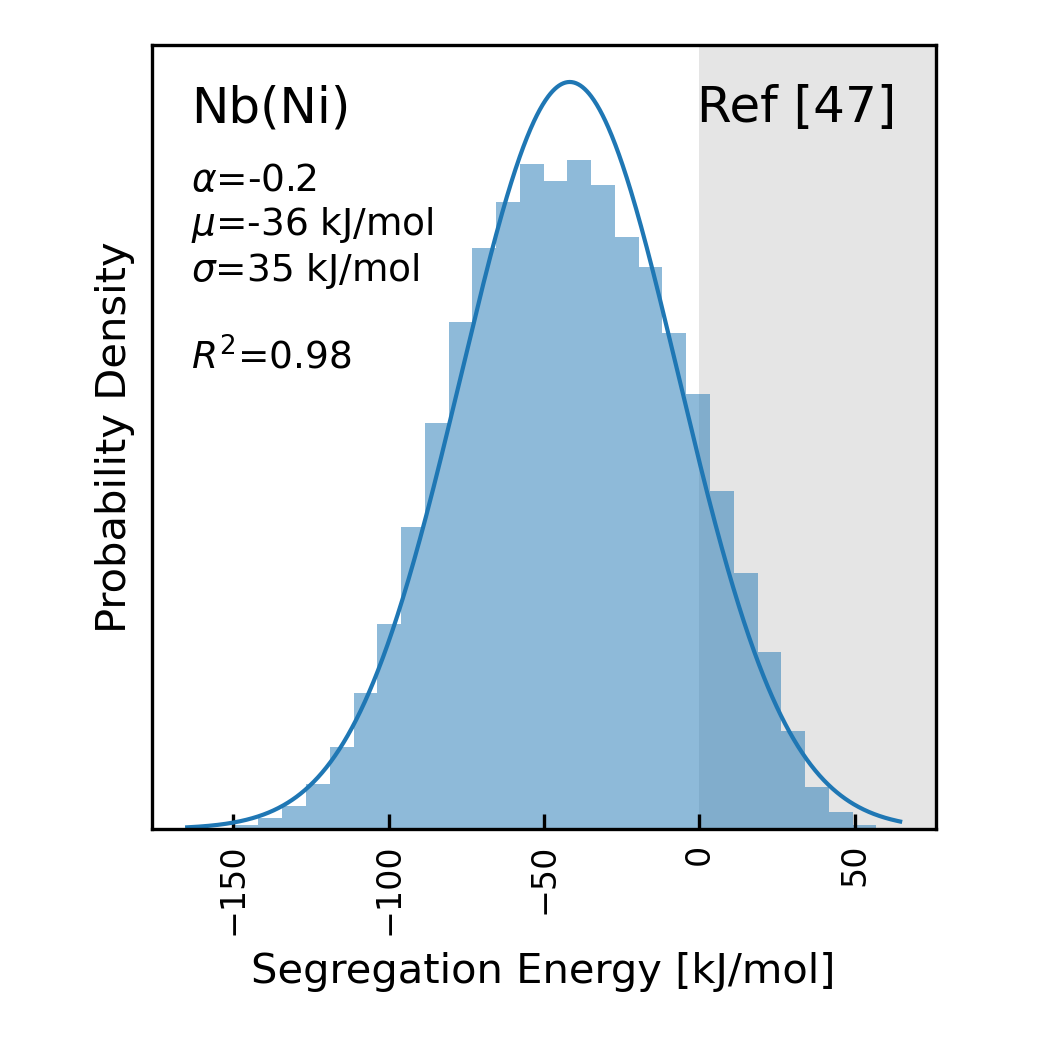 Nb(Ni)
Ref [47]
α=-0.2
μ=-36 kJ/mol
σ=35 kJ/mol
R²=0.98
Probability Density
−150
−100
−50
0
50
Segregation Energy [kJ/mol]